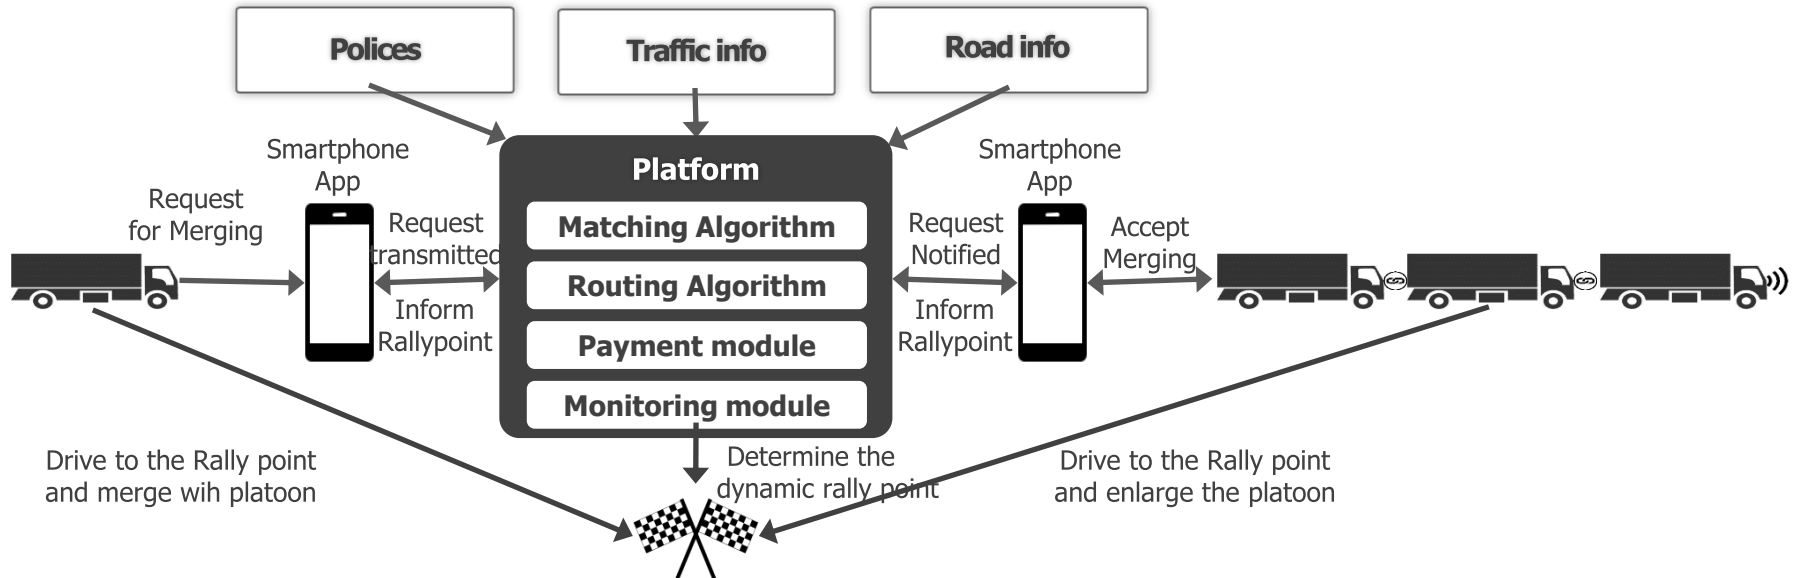 Polices
Traffic info
Road info
Smartphone
App
Smartphone
App
Platform
Request
for Merging
Request
transmitted
Matching Algorithm
Request
Notified
Accept
Merging
Routing Algorithm
Inform
Rallypoint
Inform
Rallypoint
Payment module
Monitoring module
Drive to the Rally point
and merge wih platoon
Determine the
dynamic rally point
Drive to the Rally point
and enlarge the platoon